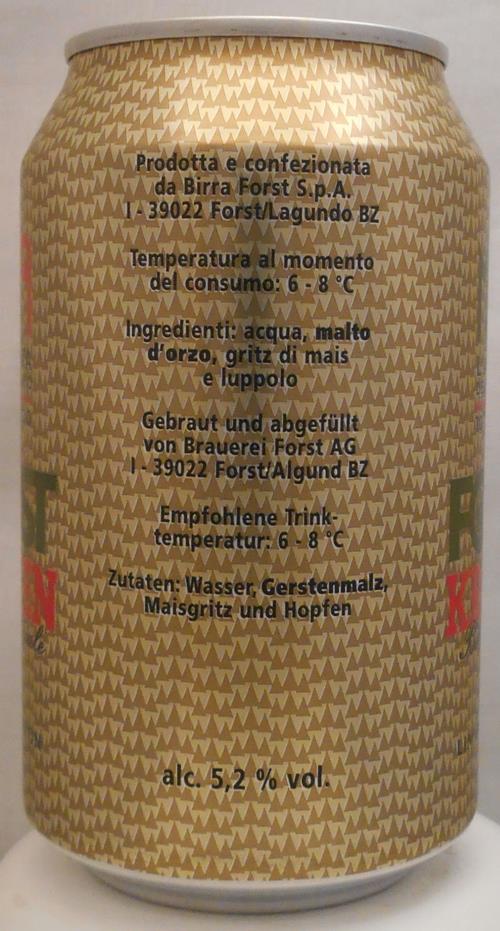 Prodotta e confezionata
da Birra Forst S.p.A.
I - 39022 Forst/Lagundo BZ
Temperatura al momento
del consumo: 6 - 8 °C
Ingredienti: acqua, malto
d'orzo, gritz di mais
e luppolo
Gebraut und abgefüllt
von Brauerei Forst AG
I - 39022 Forst/Algund BZ
Empfohlene Trink-
temperatur: 6 - 8 °C
Zutaten: Wasser, Gerstenmalz,
Maisgritz und Hopfen
alc. 5,2 % vol.